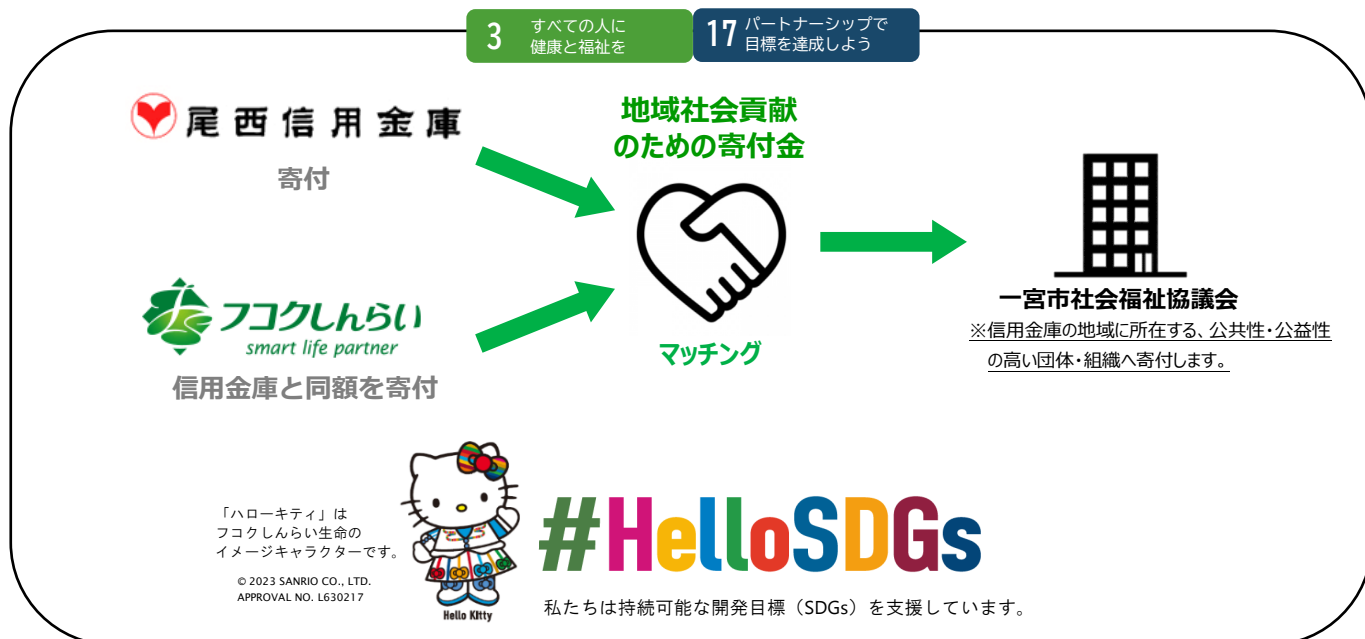 3 すべての人に
健康と福祉を
17 パートナーシップで
目標を達成しよう
尾西信用金庫
寄付
フコクしんらい
smart life partner
信用金庫と同額を寄付
地域社会貢献
のための寄付金
マッチング
一宮市社会福祉協議会
※信用金庫の地域に所在する、公共性・公益性
の高い団体・組織へ寄付します。
「ハローキティ」は
フコクしんらい生命の
イメージキャラクターです。
© 2023 SANRIO CO., LTD.
APPROVAL NO. L630217
Hello Kitty
#HelloSDGs
私たちは持続可能な開発目標（SDGs）を支援しています。